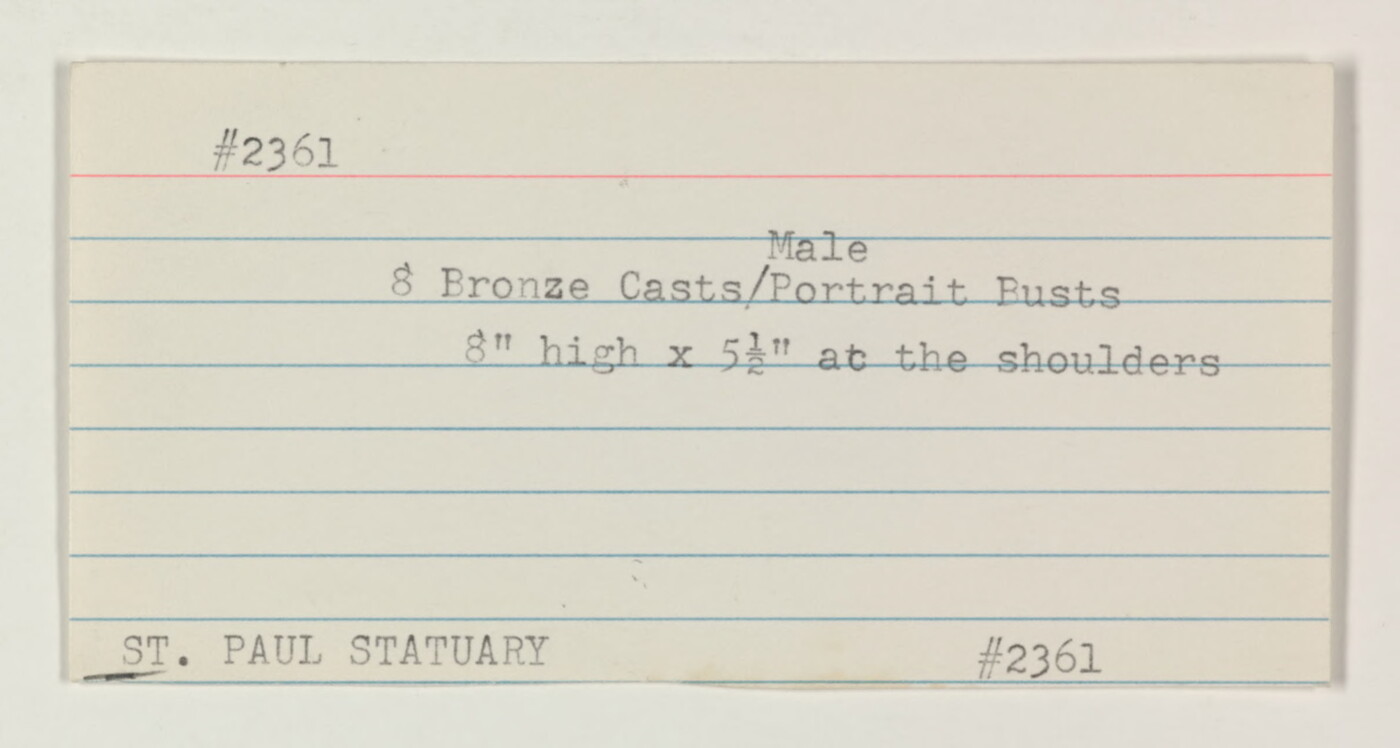 #2361
Male
8 Bronze Casts/Portrait Busts
8" high x 5½" at the shoulders
ST. PAUL STATUARY #2361